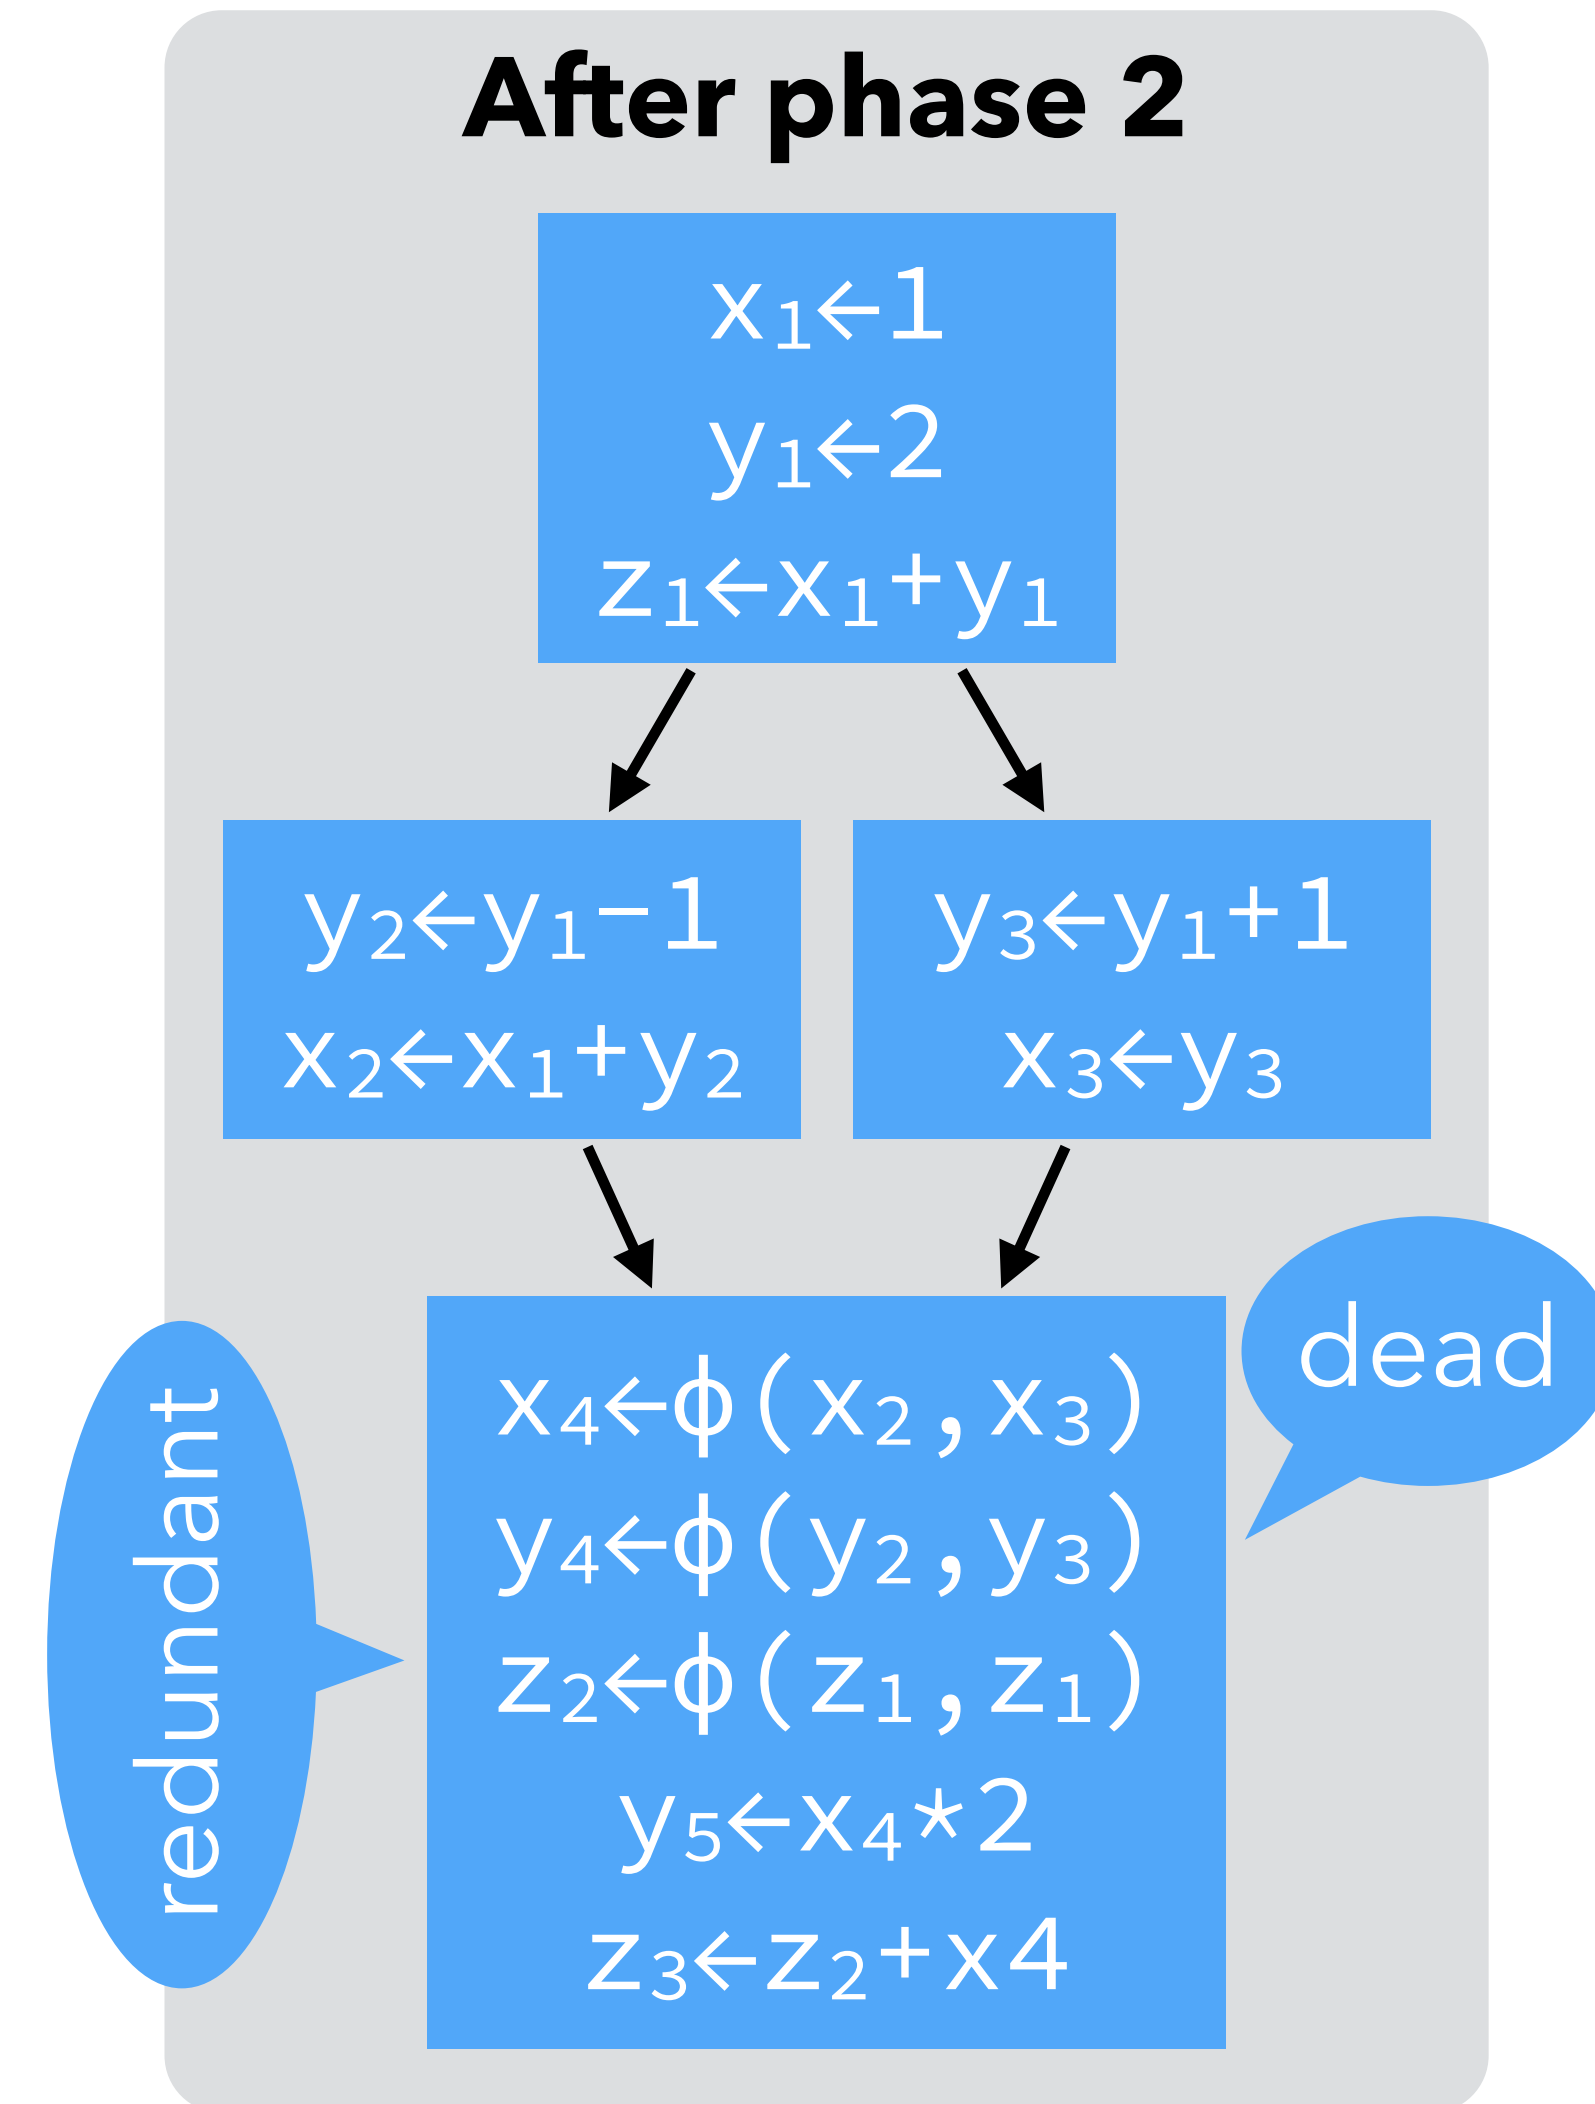 After phase 2
x₁←1
y₁←2
z₁←x₁+y₁
y₂←y₁-1
x₂←x₁+y₂
y₃←y₁+1
x₃←y₃
dead
redundant
x₄←ϕ(x₂,x₃)
y₄←ϕ(y₂,y₃)
z₂←ϕ(z₁,z₁)
y₅←x₄*2
z₃←z₂+x4